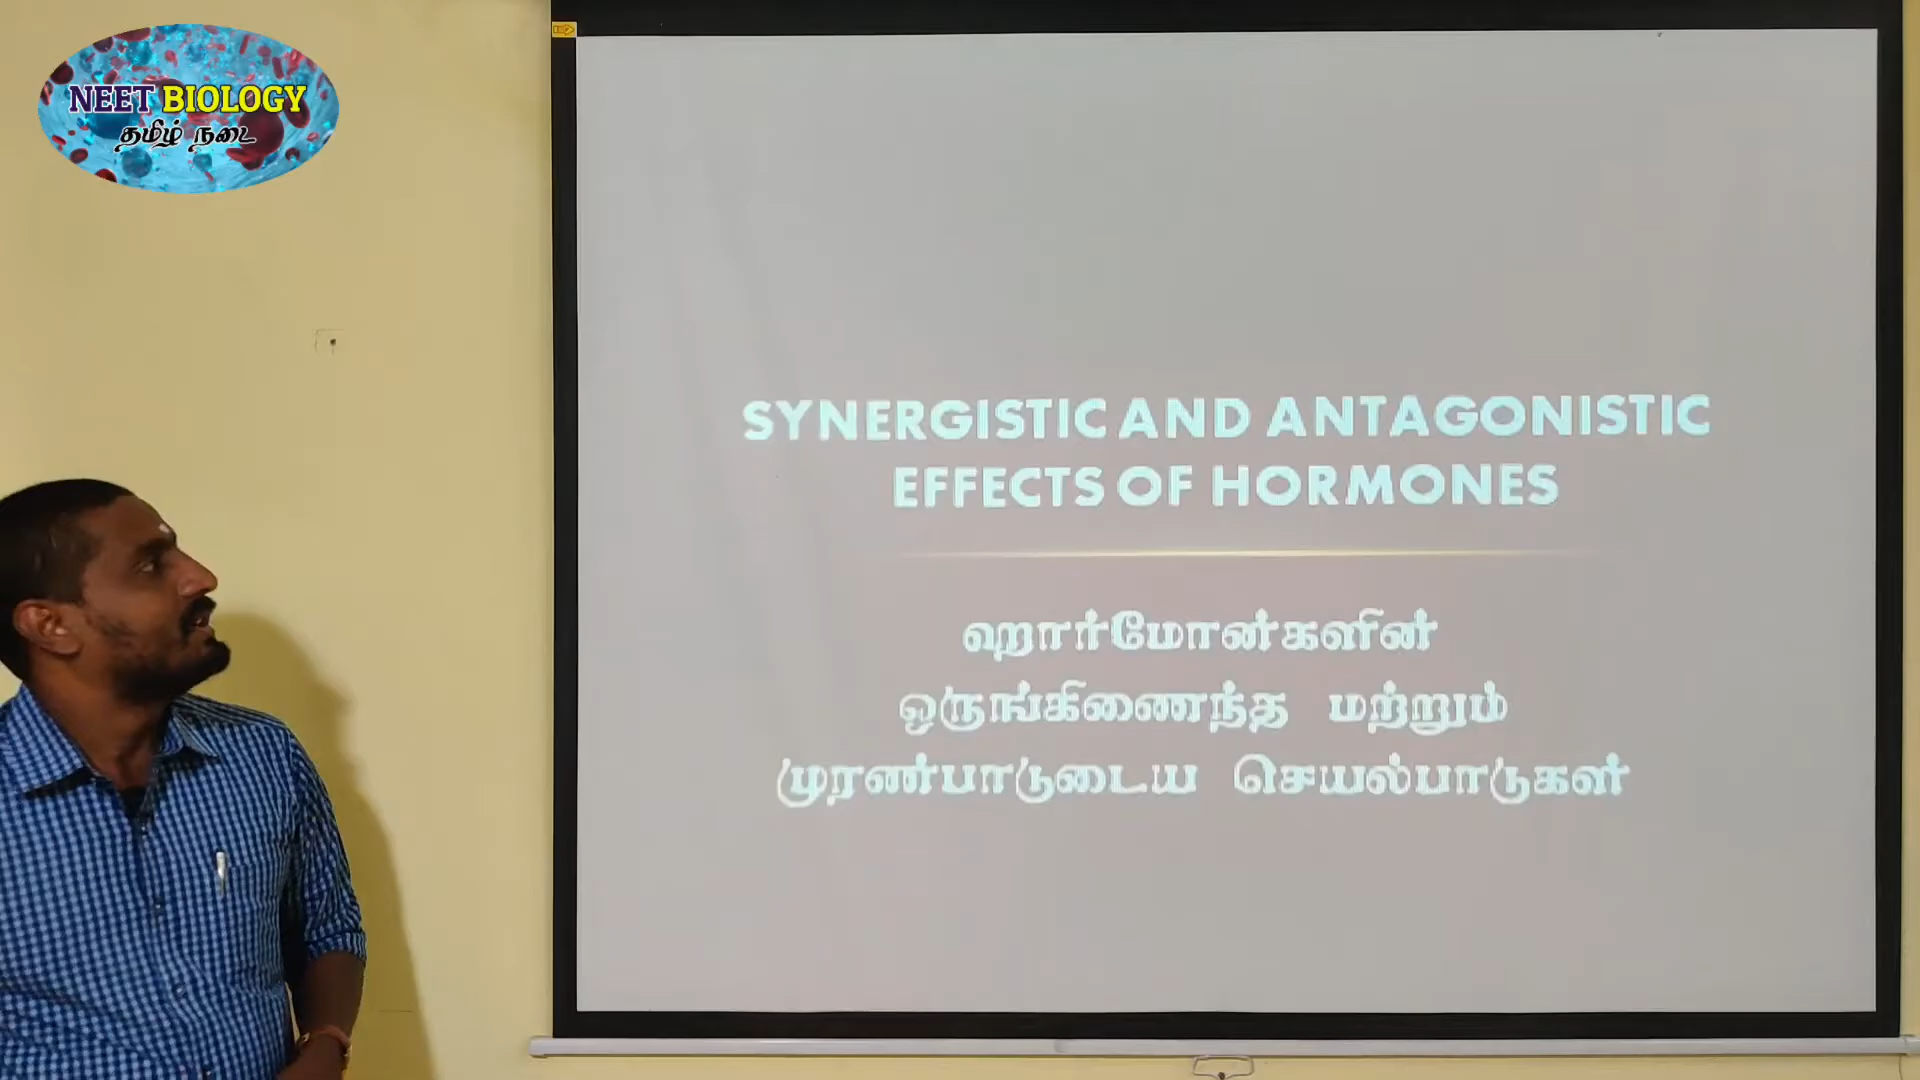 NEET BIOLOGY
தமிழ் நடை
SYNERGISTIC AND ANTAGONISTIC
EFFECTS OF HORMONES
ஹார்மோன்களின்
ஒருங்கிணைந்த மற்றும்
முரண்பாடுடைய செயல்பாடுகள்